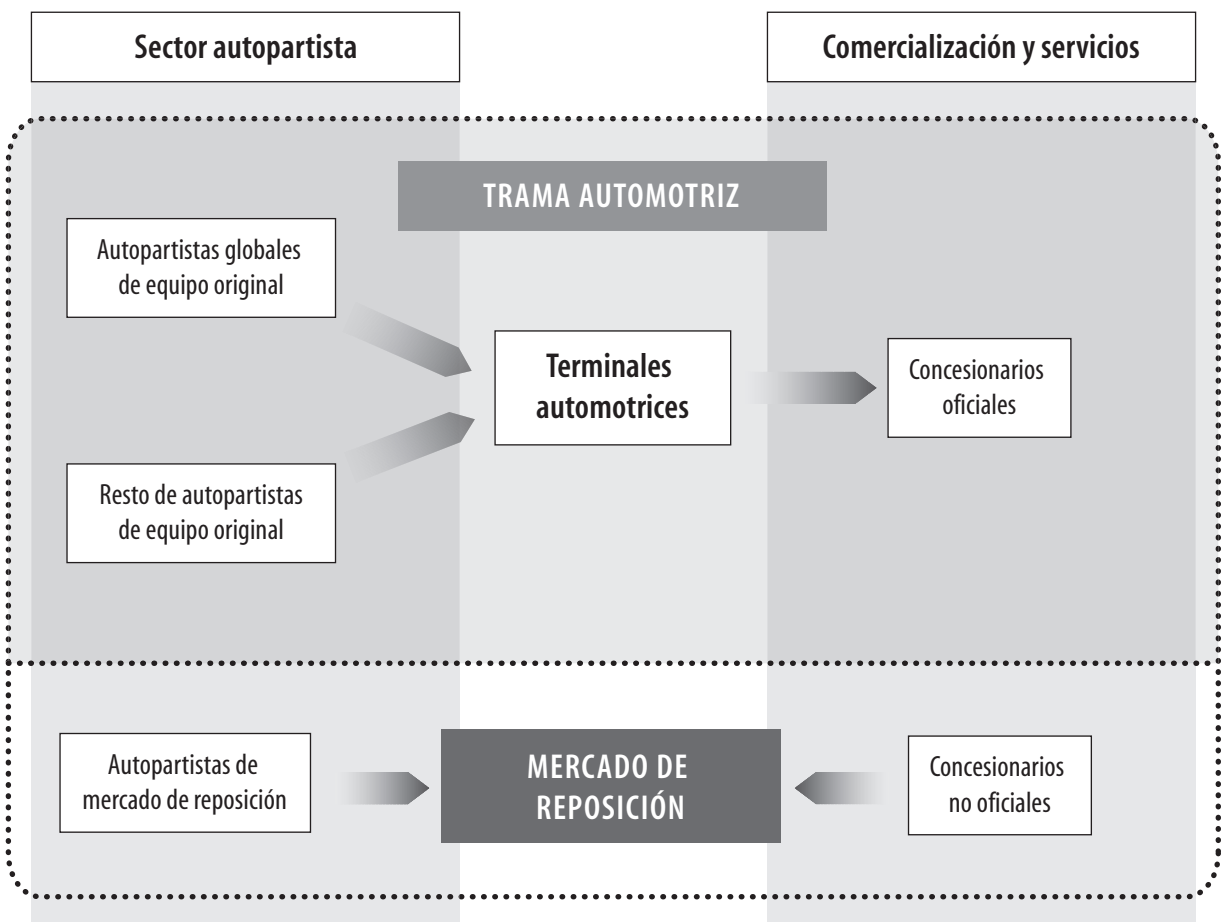 Sector autopartista
Comercialización y servicios
TRAMA AUTOMOTRIZ
Autopartistas globales
de equipo original
Terminales
automotrices
Concesionarios
oficiales
Resto de autopartistas
de equipo original
Autopartistas de
mercado de reposición
MERCADO DE
REPOSICIÓN
Concesionarios
no oficiales